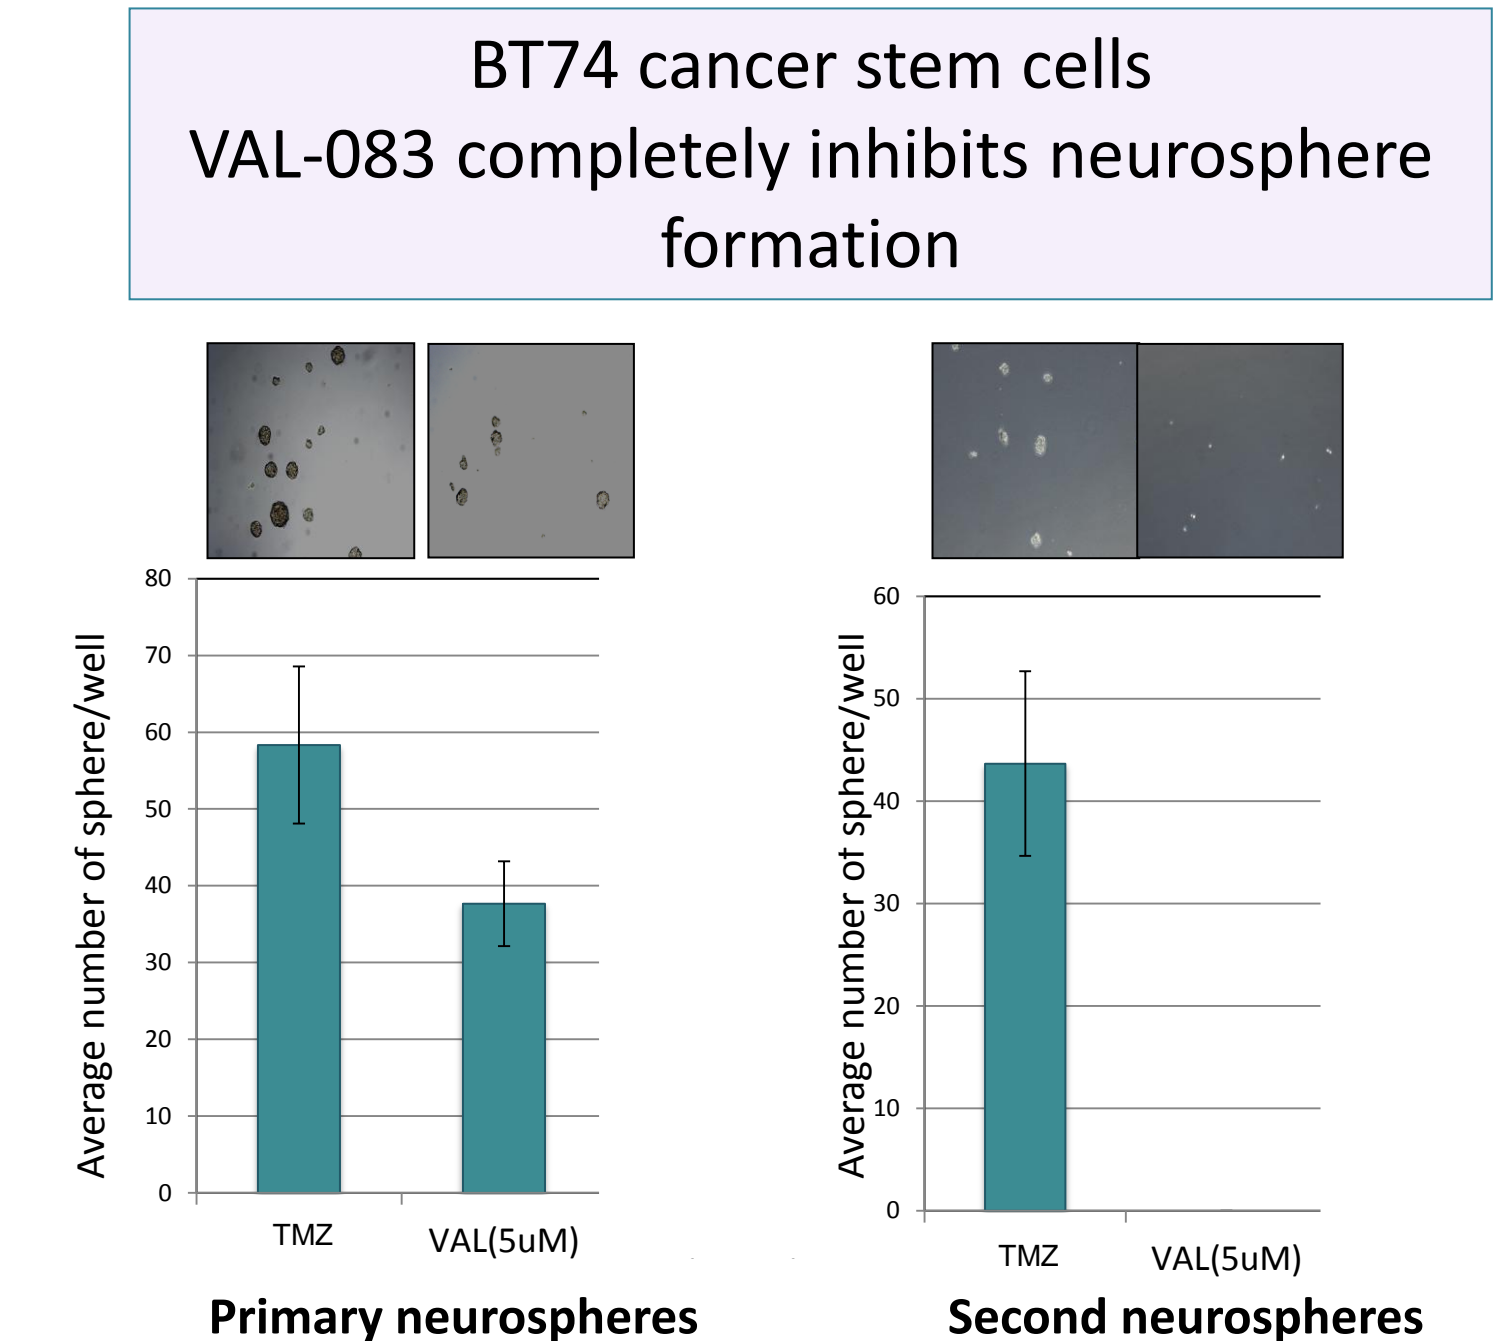 BT74 cancer stem cells
VAL-083 completely inhibits neurosphere
formation
Average number of sphere/well
80
70
60
50
40
30
20
10
0
TMZ
VAL(5uM)
Primary neurospheres
Average number of sphere/well
60
50
40
30
20
10
0
TMZ
VAL(5uM)
Second neurospheres